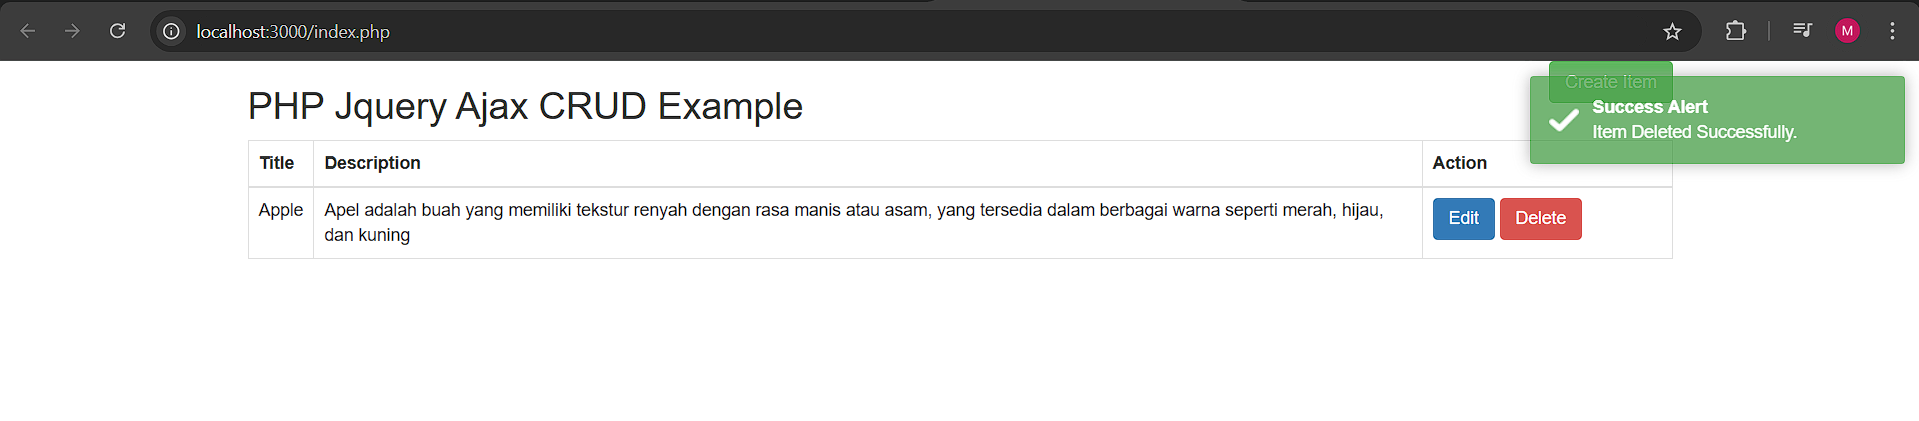 localhost:3000/index.php
M
Create Item
PHP Jquery Ajax CRUD Example
Success Alert
Item Deleted Successfully.
Title Description Action
Apple Apel adalah buah yang memiliki tekstur renyah dengan rasa manis atau asam, yang tersedia dalam berbagai warna seperti merah, hijau,
dan kuning
Edit Delete